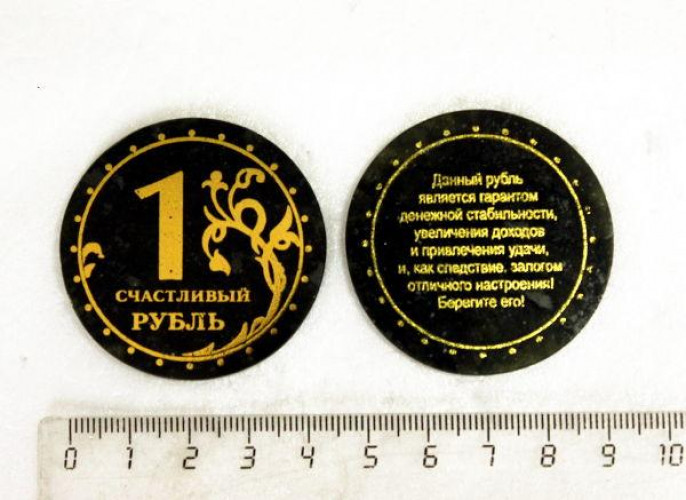 1
СЧАСТЛИВЫЙ
РУБЛЬ
Данный рубль
является гарантом
денежной стабильности,
увеличения доходов
и привлечения удачи,
и, как следствие, залогом
отличного настроения!
Берегите его!
0 1 2 3 4 5 6 7 8 9 10